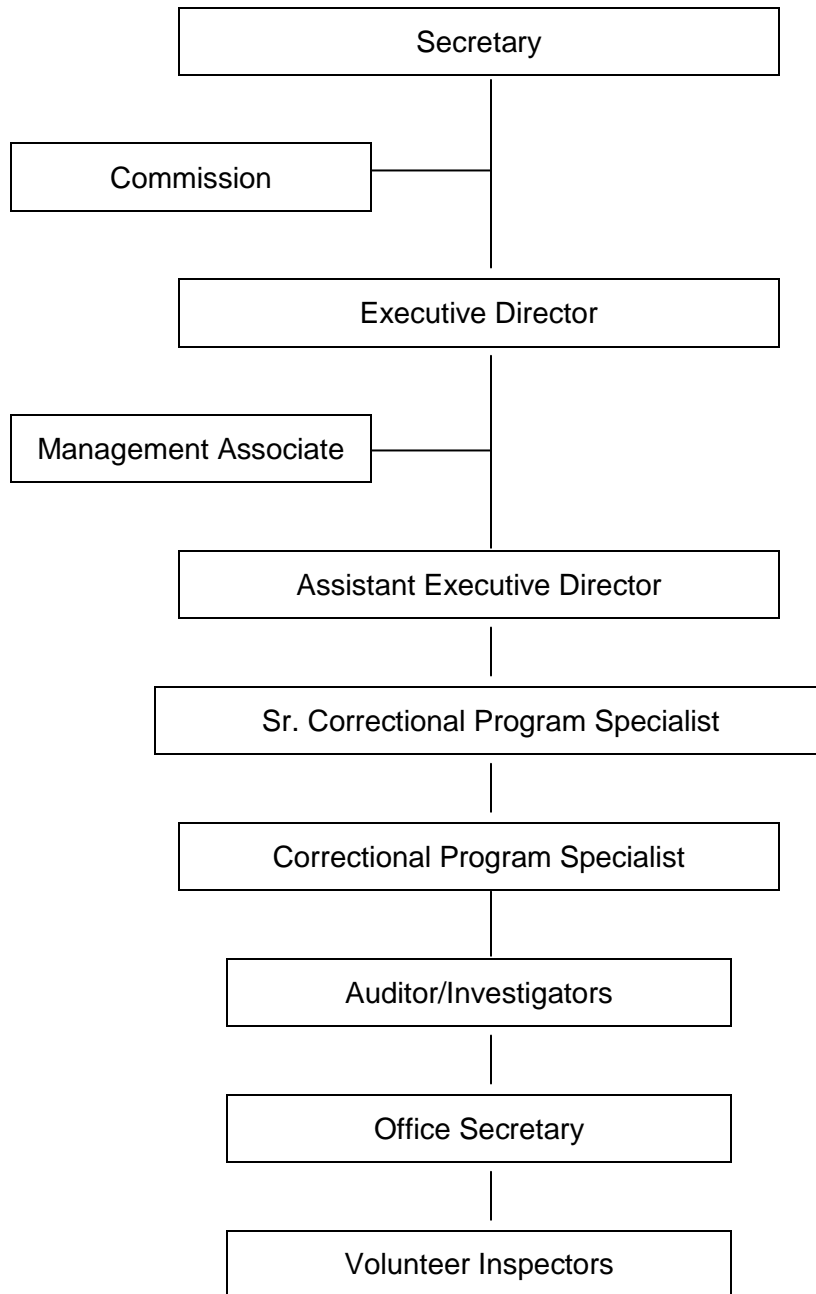 Secretary
Commission
Executive Director
Management Associate
Assistant Executive Director
Sr. Correctional Program Specialist
Correctional Program Specialist
Auditor/Investigators
Office Secretary
Volunteer Inspectors